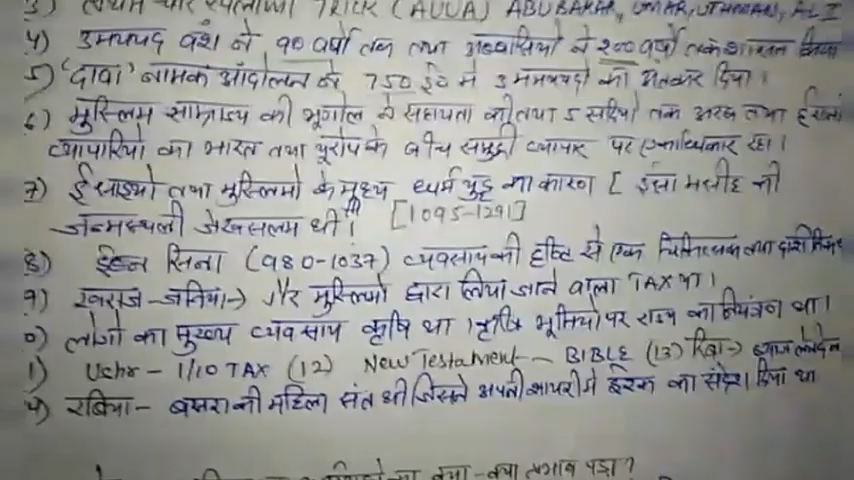 3) प्रथम चार खलीफा TRICK (AUUA) ABUBAKAR, UMAR, UTHMAN, ALI
4) उमय्यद वंश ने 90 वर्षों तक तथा अब्बासियो ने 200 वर्षों तक शासन किया
5) 'दावा' नामक आंदोलन ने 750 ई० में उमय्यदो को
6) मुस्लिम साम्राज्य की भूगोल ने सहायता की तथा 5 सदियो तक अरब तथा ईरानी
व्यापारियो का भारत तथा यूरोप के बीच समुद्री व्यापार पर एकाधिकार रहा।
7) ईसाइयो तथा मुस्लिमो के मध्य धर्म युद्ध का कारण [ ईसा मसीह की
जन्मस्थली जेरूसलम थी। [1095-1291]
8) इब्न सिना (980-1037) व्यवसाय की दृष्टि से एक चिकित्सक तथा दार्शनिक
9) खराज-जजिया-> गैर मुस्लिमो द्वारा लिया जाने वाला TAX था।
0) लोगो का मुख्य व्यवसाय कृषि था। कृषि भूमियो पर राज्य का नियंत्रण था।
1) Uchr - 1/10 TAX (12) New Testament - BIBLE (13) रिबा-> ब्याज लेनदेन
4) रबिया - बसरा की महिला संत थी जिसने अपनी शायरी मे इश्क का संदेश दिया था
क्या-क्या प्रभाव पड़ा?